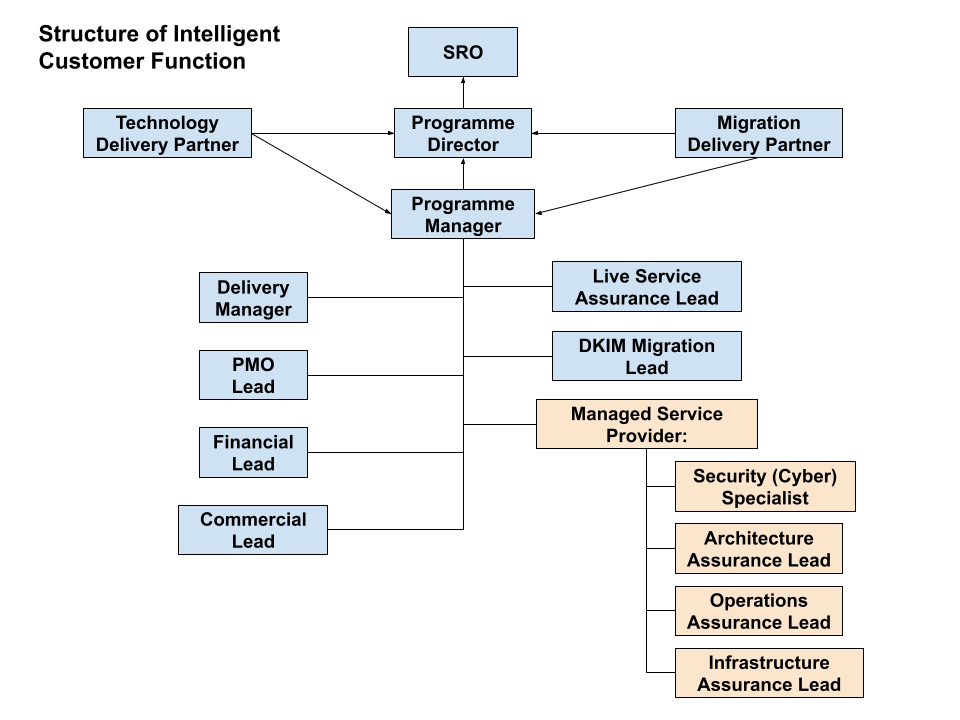 Structure of Intelligent
Customer Function
SRO
Technology
Delivery Partner
Programme
Director
Migration
Delivery Partner
Programme
Manager
Delivery
Manager
Live Service
Assurance Lead
PMO
Lead
DKIM Migration
Lead
Financial
Lead
Managed Service
Provider:
Commercial
Lead
Security (Cyber)
Specialist
Architecture
Assurance Lead
Operations
Assurance Lead
Infrastructure
Assurance Lead